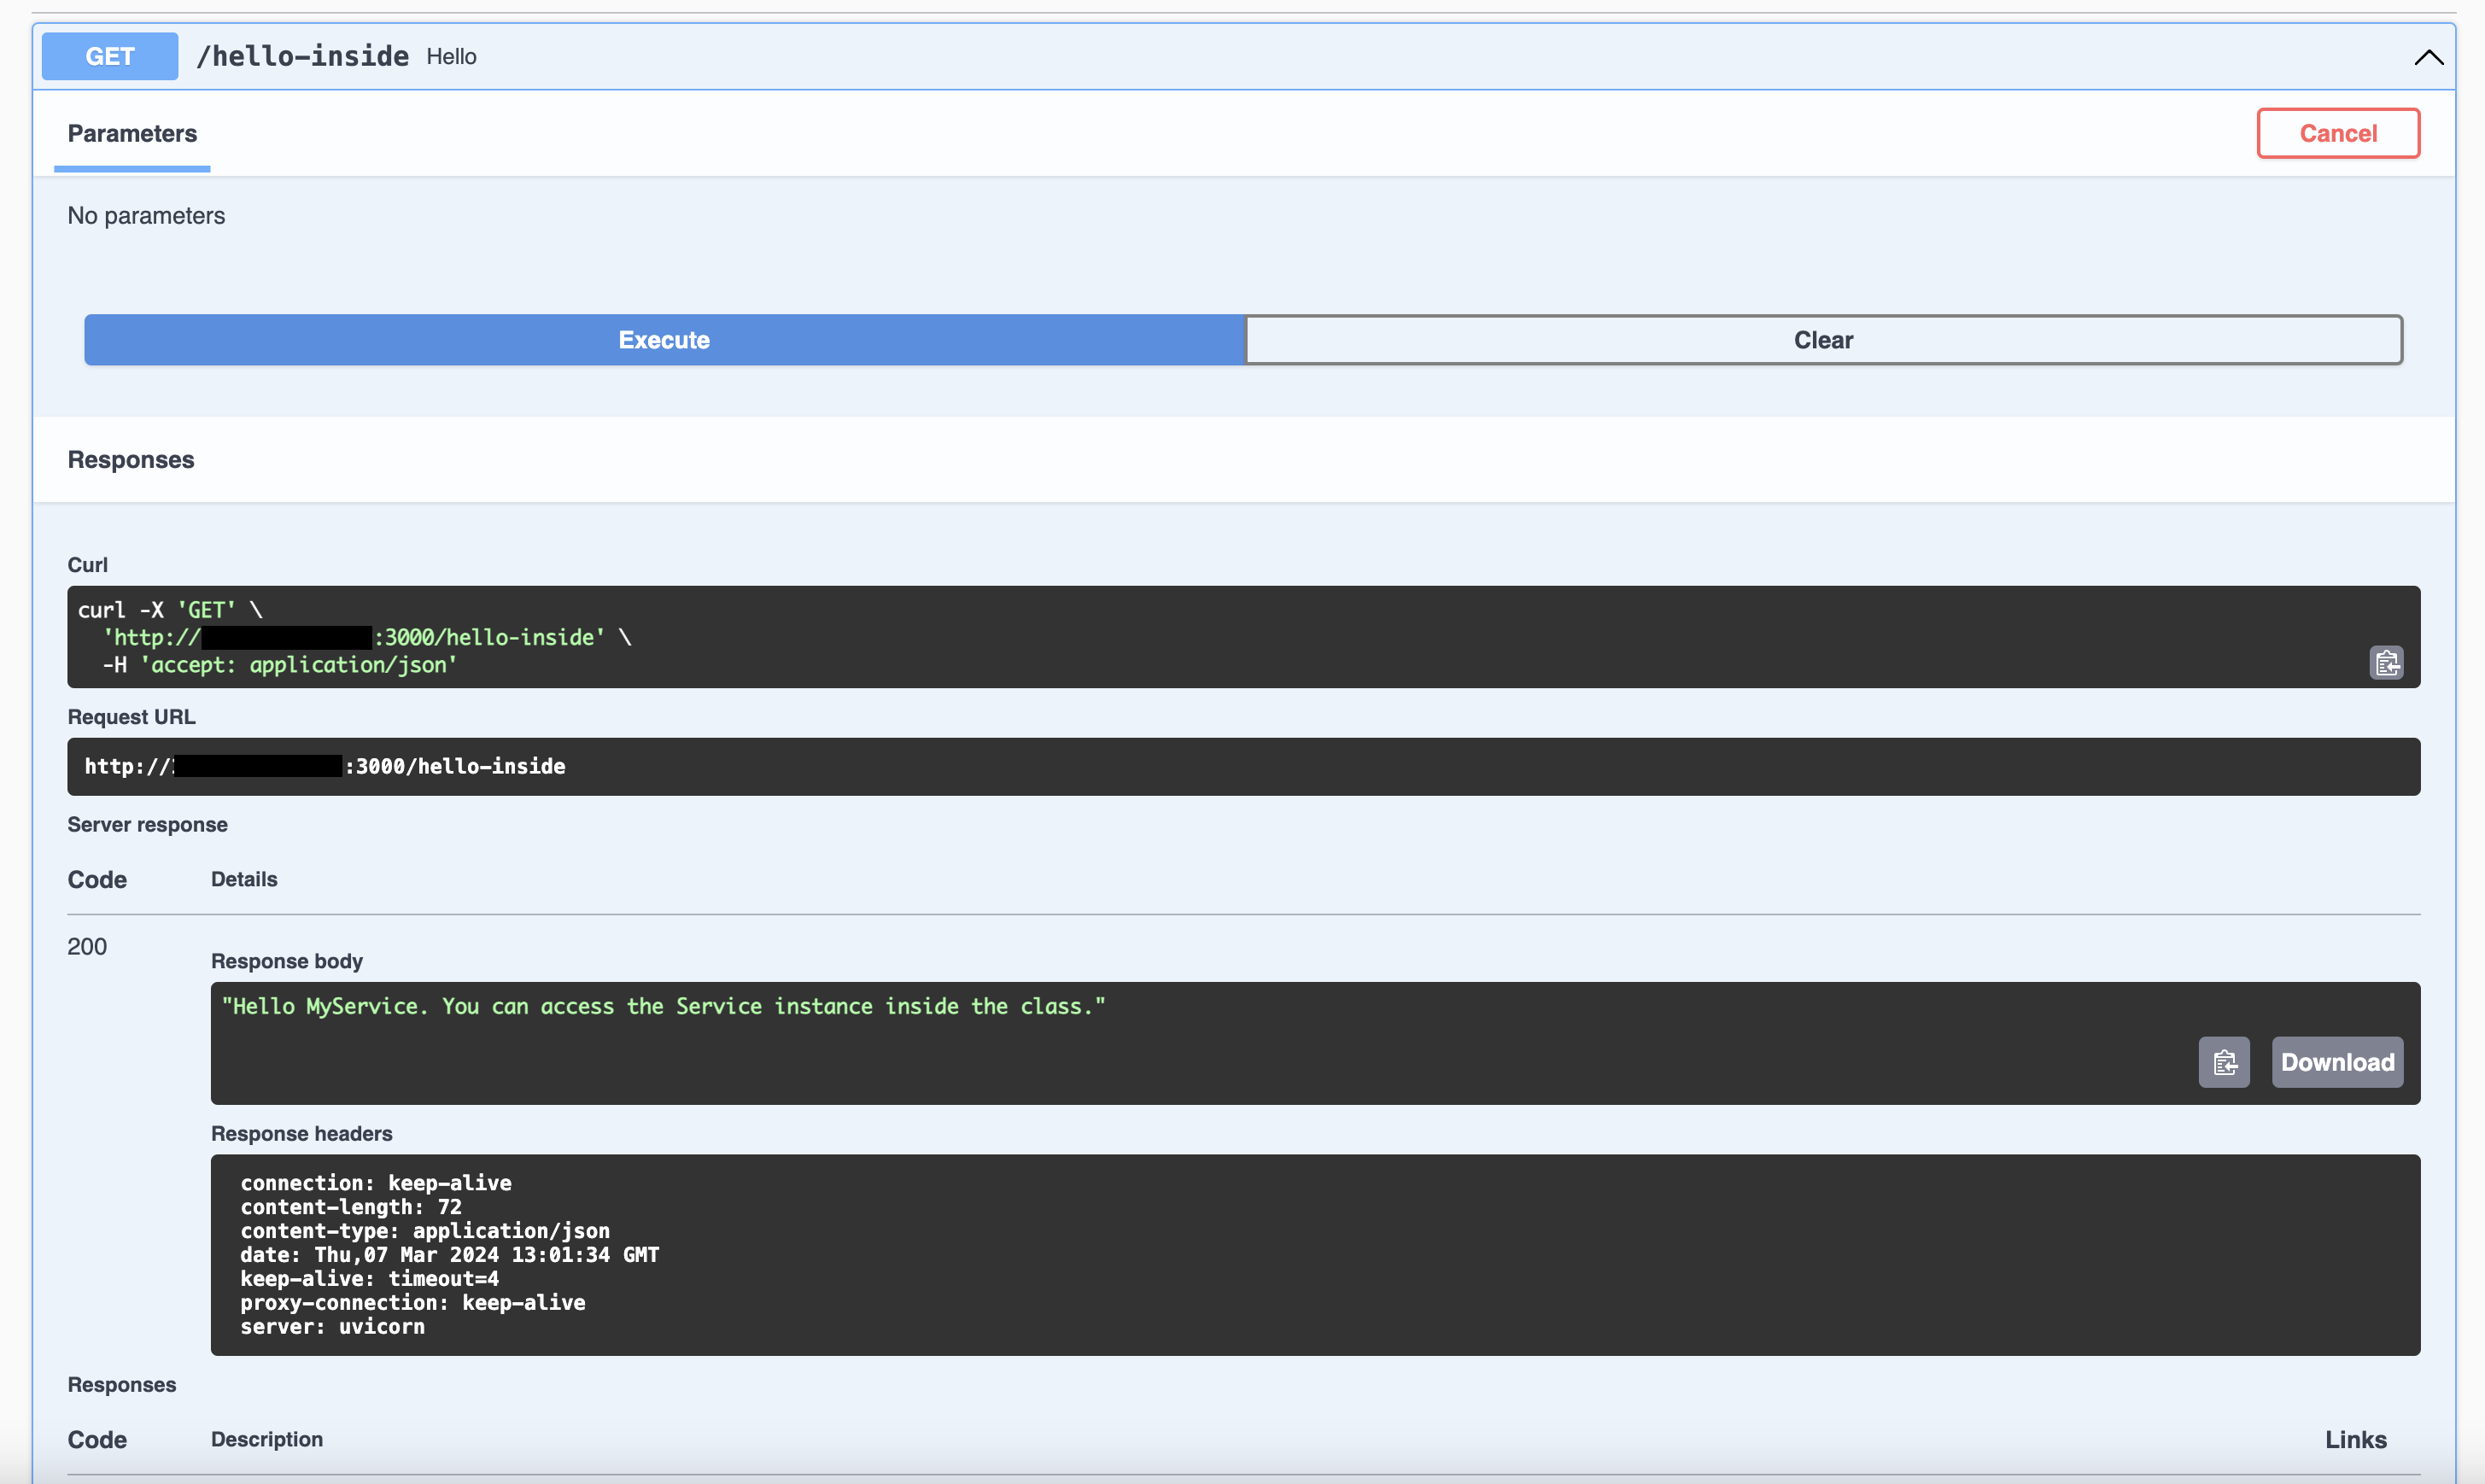 GET /hello-inside Hello
Parameters
Cancel
No parameters
Execute
Clear
Responses
Curl
curl -X 'GET' \
'http:// :3000/hello-inside' \
-H 'accept: application/json'
Request URL
http:// :3000/hello-inside
Server response
Code Details
200
Response body
"Hello MyService. You can access the Service instance inside the class."
Download
Response headers
connection: keep-alive
content-length: 72
content-type: application/json
date: Thu,07 Mar 2024 13:01:34 GMT
keep-alive: timeout=4
proxy-connection: keep-alive
server: uvicorn
Responses
Code Description Links